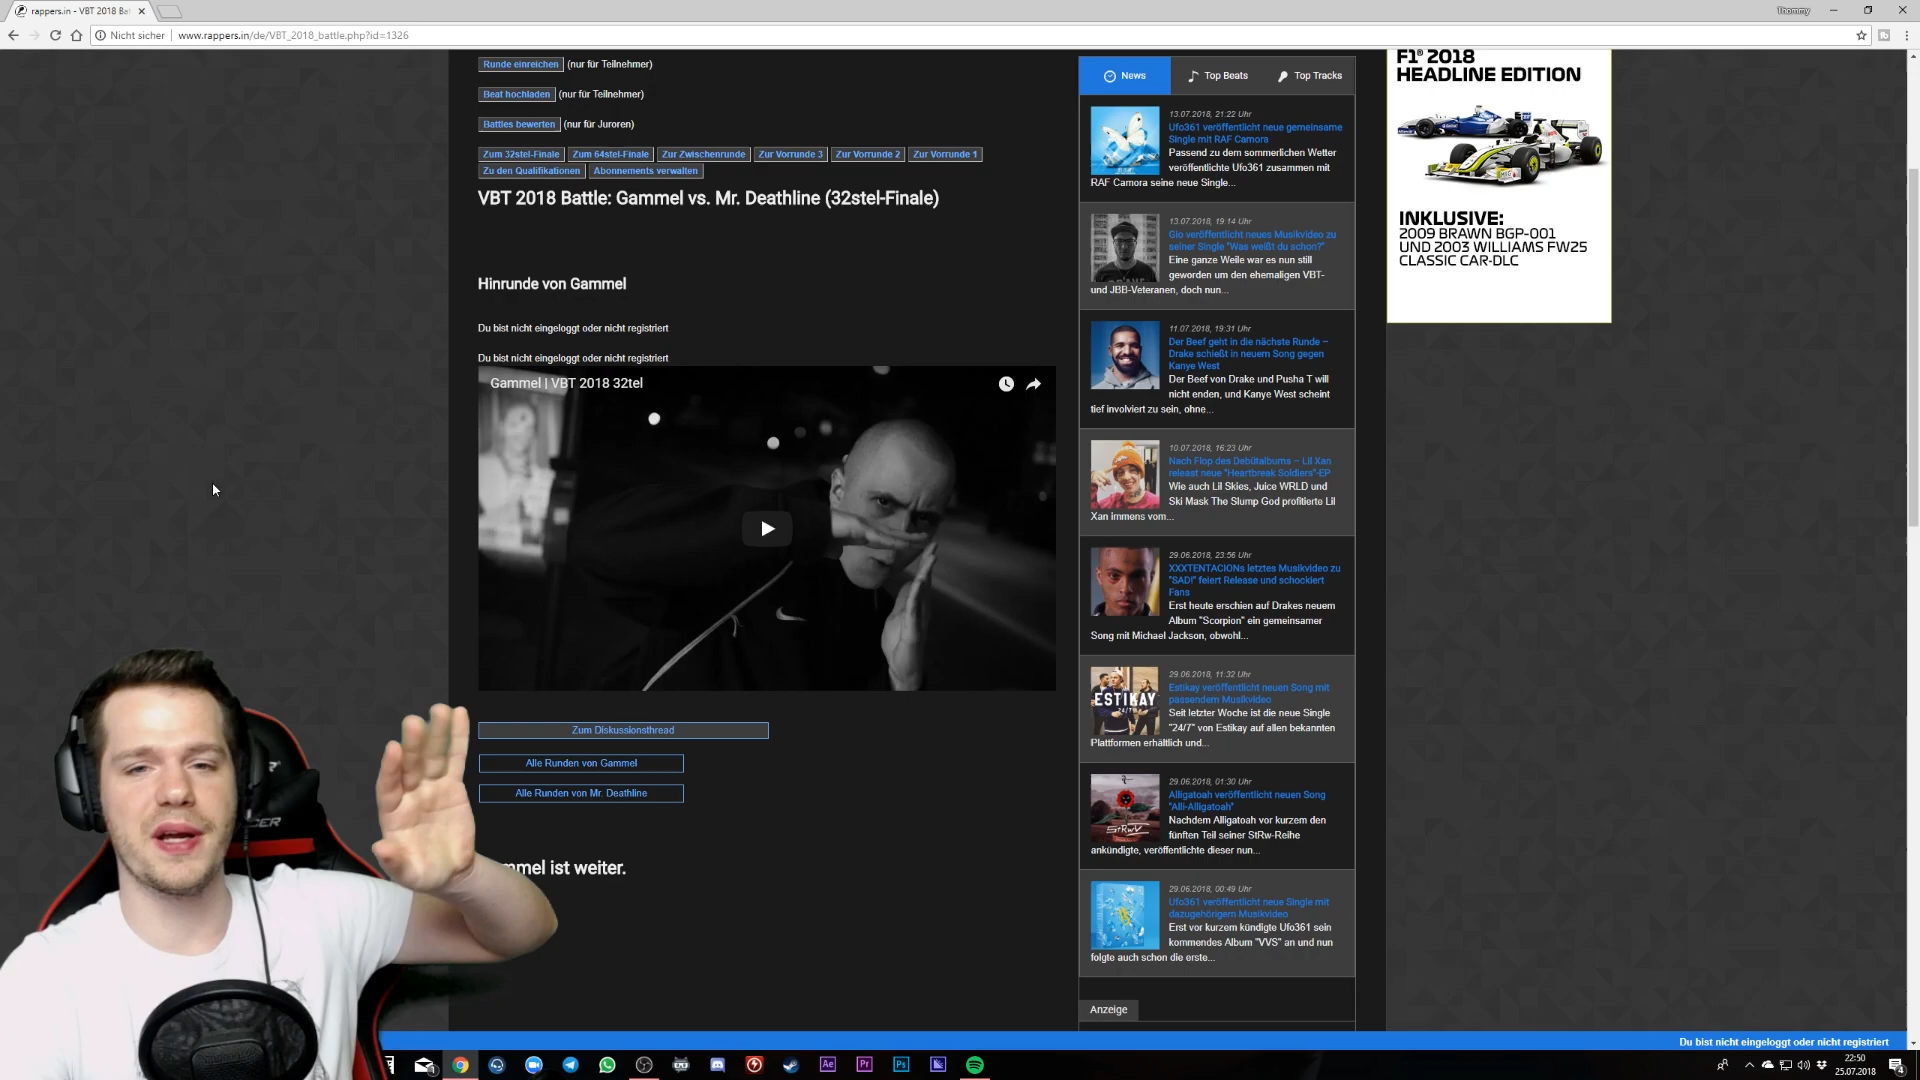 rappers.in - VBT 2018 Bat
Thommy
Nicht sicher
www.rappers.in/de/VBT_2018_battle.php?id=1326
Runde einreichen (nur für Teilnehmer)
Beat hochladen (nur für Teilnehmer)
Battles bewerten (nur für Juroren)
Zum 32stel-Finale
Zum 64stel-Finale
Zur Zwischenrunde
Zur Vorrunde 3
Zur Vorrunde 2
Zur Vorrunde 1
Zu den Qualifikationen
Abonnements verwalten
VBT 2018 Battle: Gammel vs. Mr. Deathline (32stel-Finale)
Hinrunde von Gammel
Du bist nicht eingeloggt oder nicht registriert
Du bist nicht eingeloggt oder nicht registriert
Gammel | VBT 2018 32tel
Zum Diskussionsthread
Alle Runden von Gammel
Alle Runden von Mr. Deathline
mmel ist weiter.
News
Top Beats
Top Tracks
13.07.2018, 21:22 Uhr
Ufo361 veröffentlicht neue gemeinsame
Single mit RAF Camora
Passend zu dem sommerlichen Wetter
veröffentlichte Ufo361 zusammen mit
RAF Camora seine neue Single...
13.07.2018, 19:14 Uhr
Gio veröffentlicht neues Musikvideo zu
seiner Single "Was weißt du schon?"
Eine ganze Weile war es nun still
geworden um den ehemaligen VBT-
und JBB-Veteranen, doch nun...
11.07.2018, 19:31 Uhr
Der Beef geht in die nächste Runde –
Drake schießt in neuem Song gegen
Kanye West
Der Beef von Drake und Pusha T will
nicht enden, und Kanye West scheint
tief involviert zu sein, ohne...
10.07.2018, 16:23 Uhr
Nach Flop des Debütalbums – Lil Xan
releast neue "Heartbreak Soldiers"-EP
Wie auch Lil Skies, Juice WRLD und
Ski Mask The Slump God profitierte Lil
Xan immens vom...
29.06.2018, 23:56 Uhr
XXXTENTACIONs letztes Musikvideo zu
"SAD!" feiert Release und schockiert
Fans
Erst heute erschien auf Drakes neuem
Album "Scorpion" ein gemeinsamer
Song mit Michael Jackson, obwohl...
29.06.2018, 11:32 Uhr
Estikay veröffentlicht neuen Song mit
passendem Musikvideo
ESTIKAY
Seit letzter Woche ist die neue Single
"24/7" von Estikay auf allen bekannten
Plattformen erhältlich und...
29.06.2018, 01:30 Uhr
Alligatoah veröffentlicht neuen Song
"Alli-Alligatoah"
StRwV
Nachdem Alligatoah vor kurzem den
fünften Teil seiner StRw-Reihe
ankündigte, veröffentlichte dieser nun...
29.06.2018, 00:49 Uhr
Ufo361 veröffentlicht neue Single mit
dazugehörigem Musikvideo
Erst vor kurzem kündigte Ufo361 sein
kommendes Album "VVS" an und nun
folgte auch schon die erste...
Anzeige
F1® 2018
HEADLINE EDITION
INKLUSIVE:
2009 BRAWN BGP-001
UND 2003 WILLIAMS FW25
CLASSIC CAR-DLC
Du bist nicht eingeloggt oder nicht registriert
Ae
Pr
Ps
22:50
25.07.2018
4